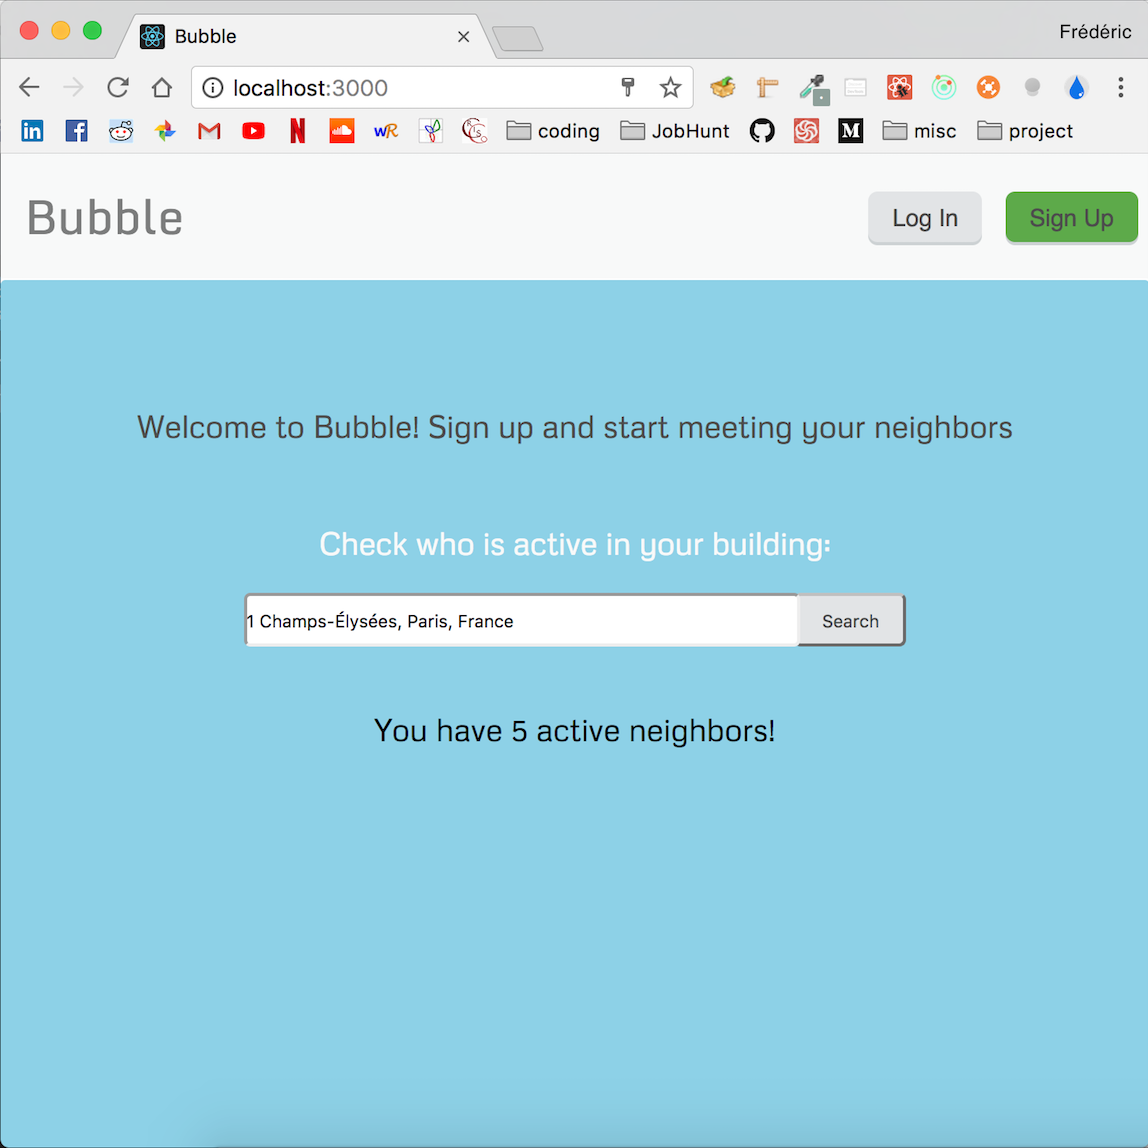 Bubble
Frédéric
localhost:3000
in f wR coding JobHunt M misc project
Bubble
Log In
Sign Up
Welcome to Bubble! Sign up and start meeting your neighbors
Check who is active in your building:
1 Champs-Élysées, Paris, France
Search
You have 5 active neighbors!